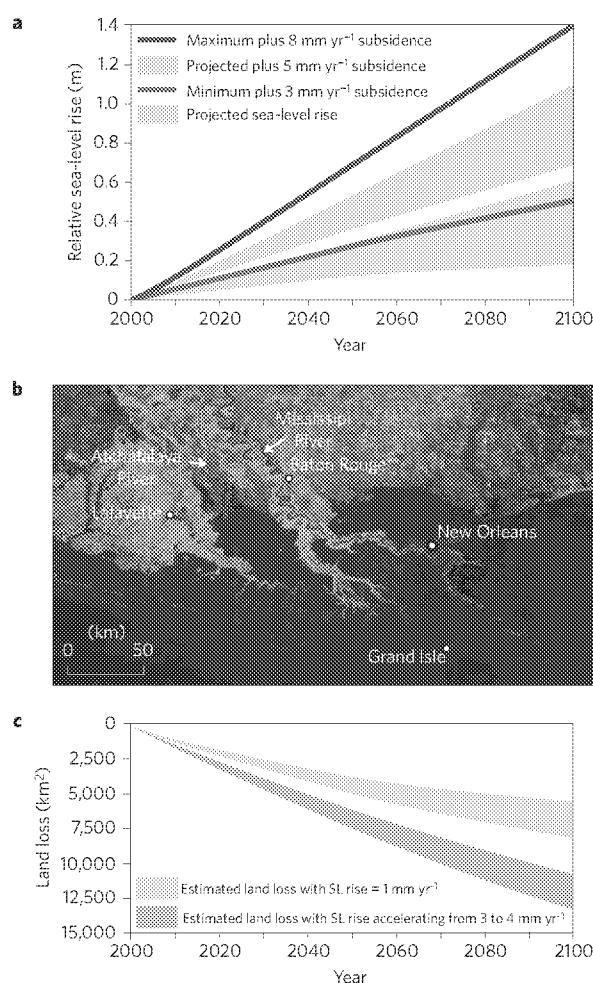 a
Relative sea-level rise (m)
1.4
1.2
1.0
0.8
0.6
0.4
0.2
0
Maximum plus 8 mm yr⁻¹ subsidence
Projected plus 5 mm yr⁻¹ subsidence
Minimum plus 3 mm yr⁻¹ subsidence
Projected sea-level rise
2000 2020 2040 2060 2080 2100
Year
b
Mississippi
River
Atchafalaya
River
Baton Rouge
Lafayette
New Orleans
(km)
0 50
Grand Isle
c
Land loss (km²)
0
2,500
5,000
7,500
10,000
12,500
15,000
Estimated land loss with SL rise = 1 mm yr⁻¹
Estimated land loss with SL rise accelerating from 3 to 4 mm yr⁻¹
2000 2020 2040 2060 2080 2100
Year